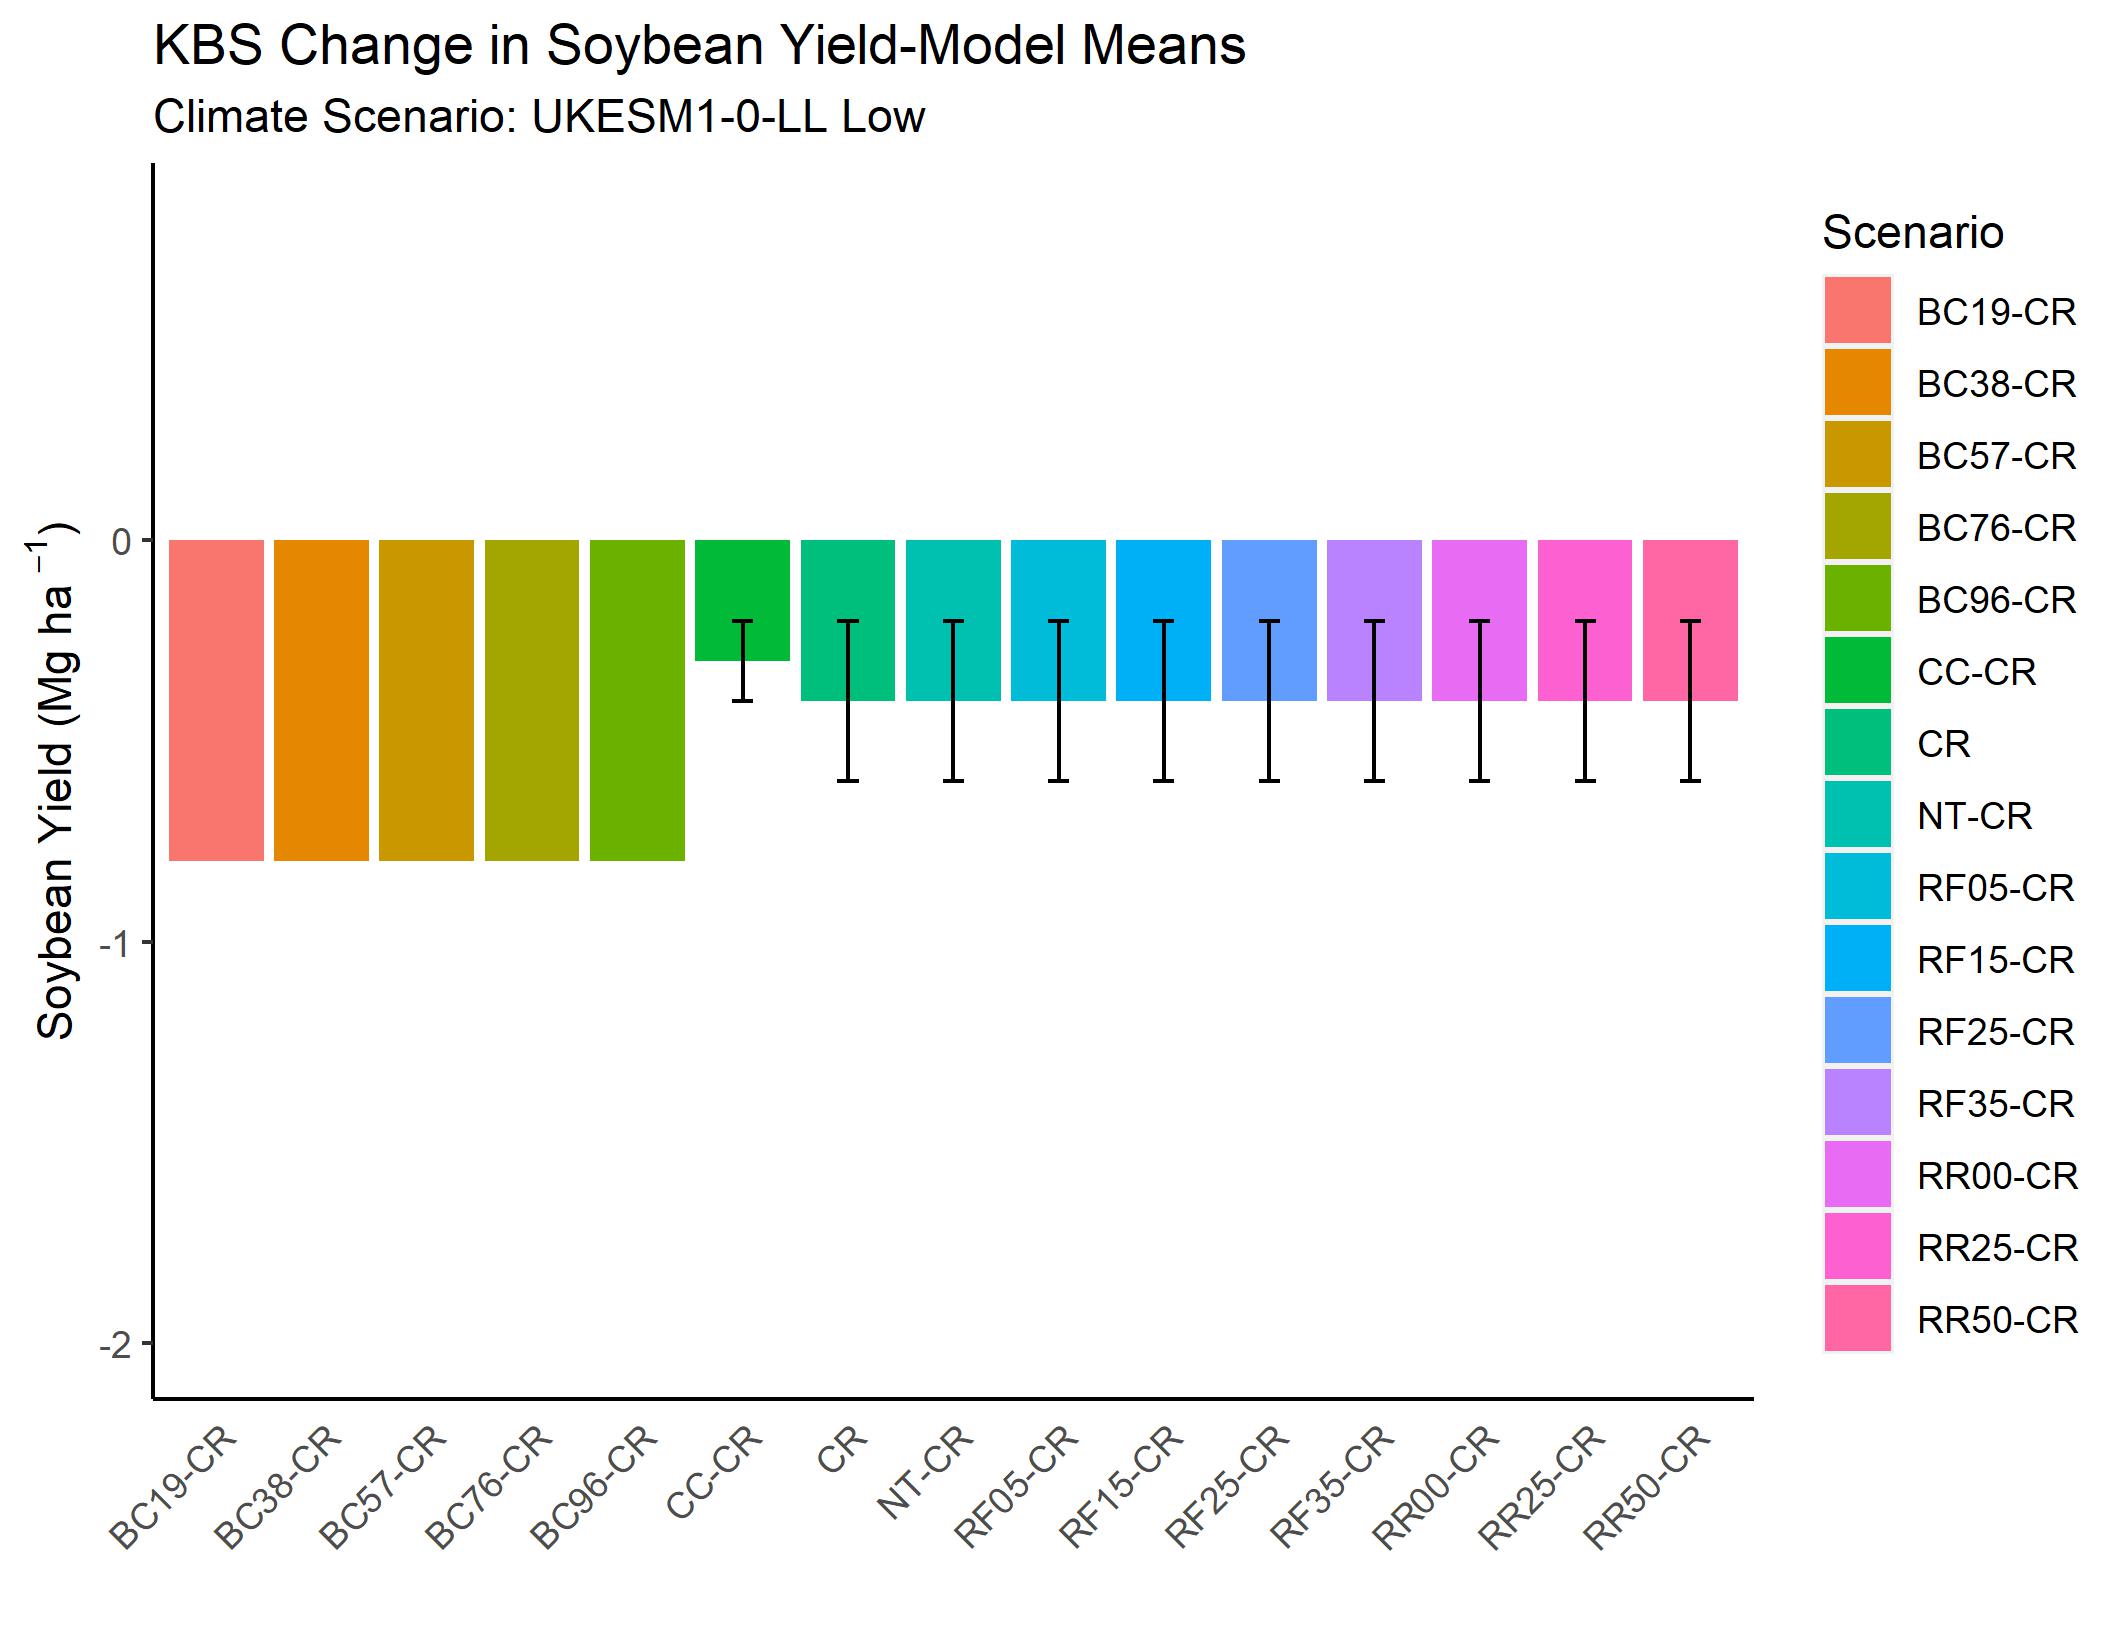 KBS Change in Soybean Yield-Model Means
Climate Scenario: UKESM1-0-LL Low
Soybean Yield (Mg ha −1)
0
-1
-2
BC19-CR
BC38-CR
BC57-CR
BC76-CR
BC96-CR
CC-CR
CR
NT-CR
RF05-CR
RF15-CR
RF25-CR
RF35-CR
RR00-CR
RR25-CR
RR50-CR
Scenario
BC19-CR
BC38-CR
BC57-CR
BC76-CR
BC96-CR
CC-CR
CR
NT-CR
RF05-CR
RF15-CR
RF25-CR
RF35-CR
RR00-CR
RR25-CR
RR50-CR